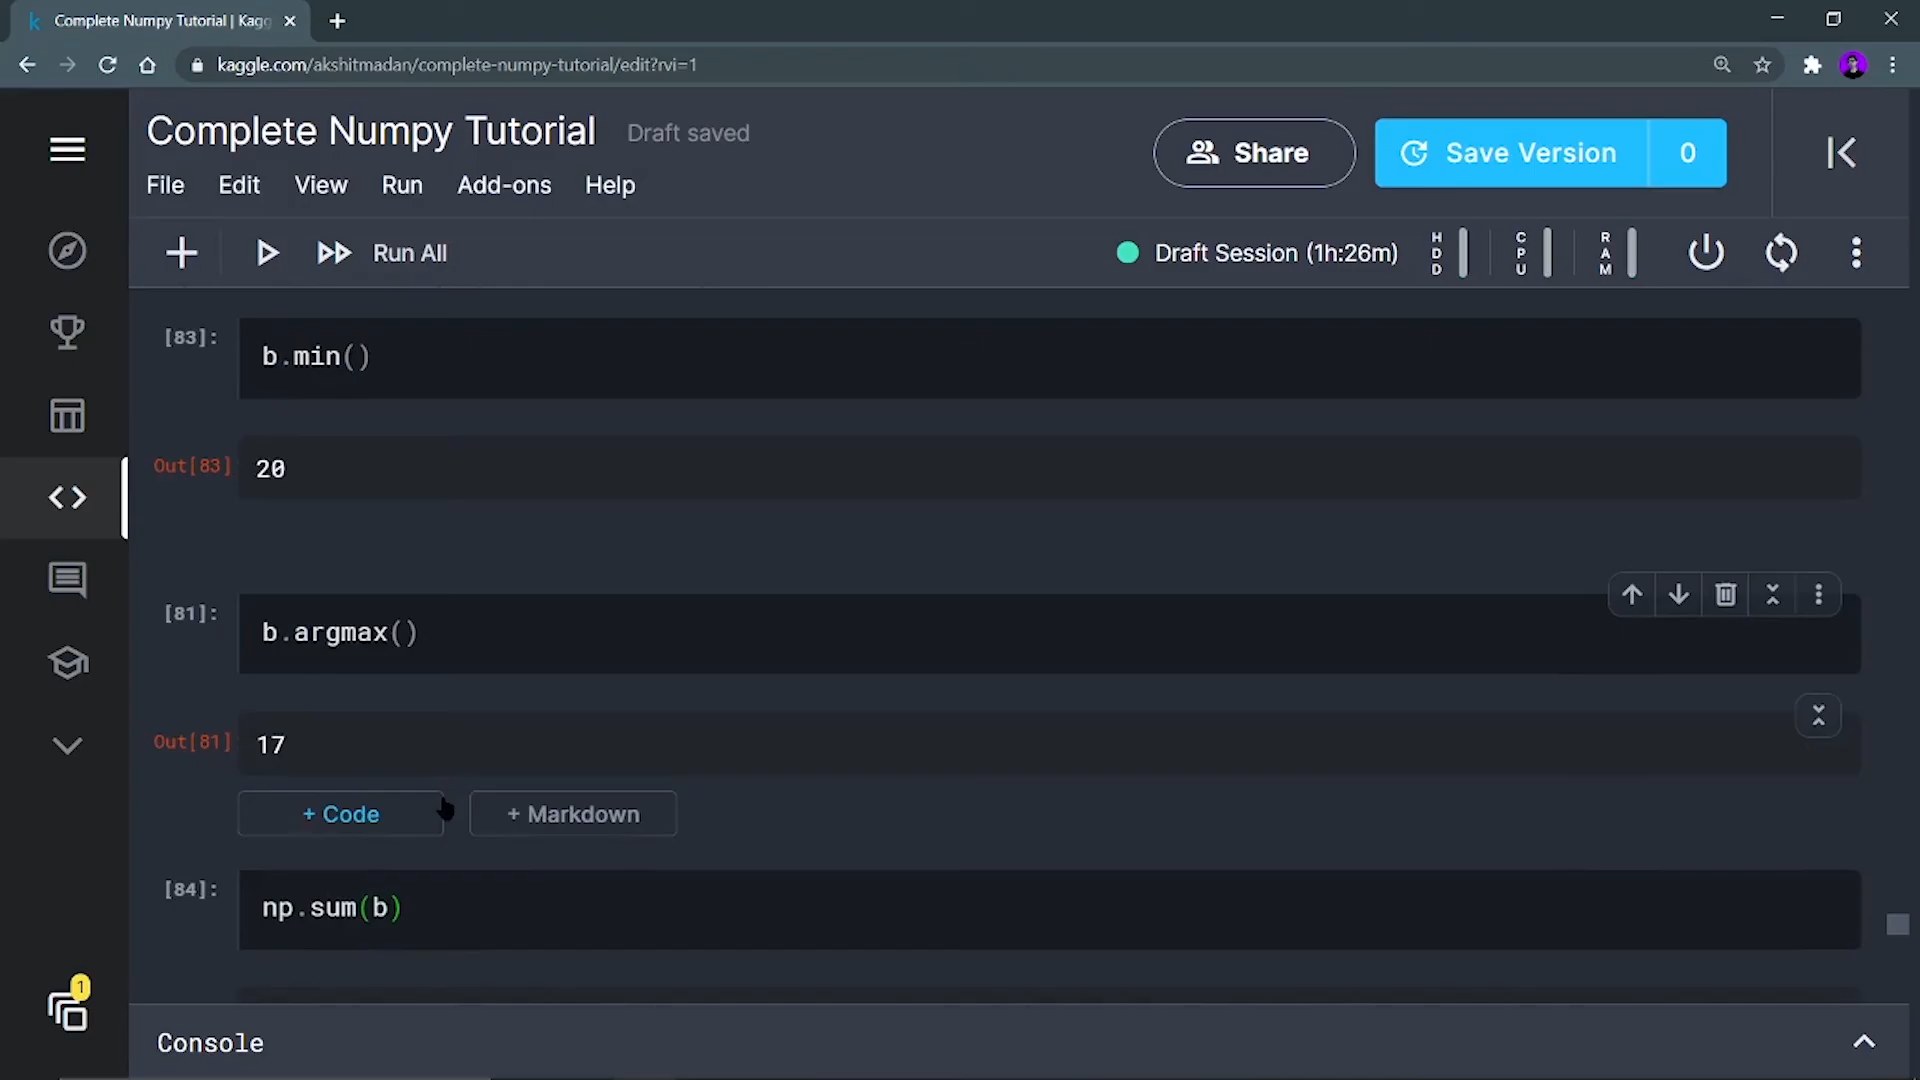 Complete Numpy Tutorial | Kagg
kaggle.com/akshitmadan/complete-numpy-tutorial/edit?rvi=1
Complete Numpy Tutorial Draft saved
Share
Save Version 0
File Edit View Run Add-ons Help
Run All
Draft Session (1h:26m)
HDD
CPU
RAM
[83]:
b.min()
Out[83]
20
[81]:
b.argmax()
Out[81]
17
+ Code
+ Markdown
[84]:
np.sum(b)
1
Console